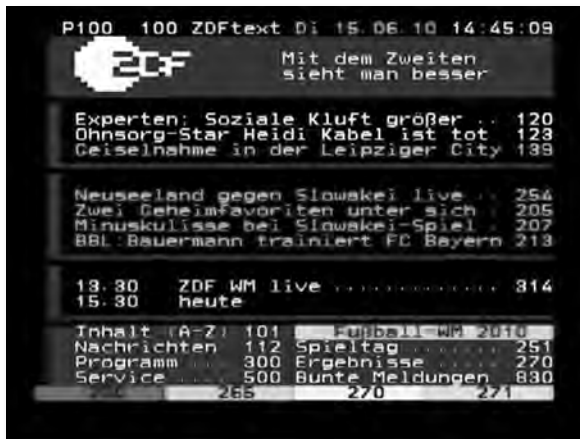 P100 100 ZDFtext Di 15.06.10 14:45:09
ZDF
Mit dem Zweiten
sieht man besser
Experten: Soziale Kluft größer .. 120
Ohnsorg-Star Heidi Kabel ist tot 123
Geiselnahme in der Leipziger City 139
Neuseeland gegen Slowakei live .. 254
Zwei Geheimfavoriten unter sich . 205
Minuskulisse bei Slowakei-Spiel . 207
BBL:Bauermann trainiert FC Bayern 213
13.30 ZDF WM live ............. 314
15.30 heute
Inhalt (A-Z) 101 Fußball-WM 2010
Nachrichten 112 Spieltag ....... 251
Programm ... 300 Ergebnisse ..... 270
Service .... 500 Bunte Meldungen 830
265 270 271